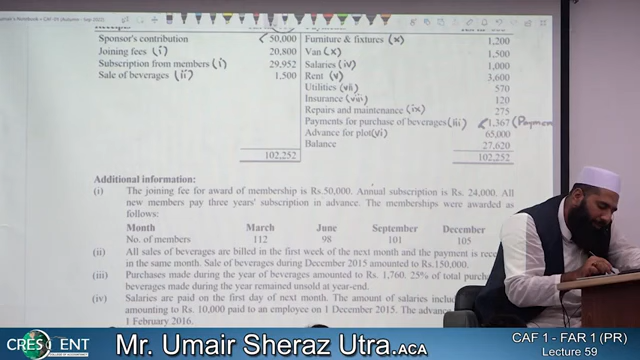 Sponsor's contribution 50,000 Furniture & fixtures (x) 1,200
Joining fees (i) 20,800 Van (x) 1,500
Subscription from members (i) 29,952 Salaries (iv) 1,000
Sale of beverages (ii) 1,500 Rent (v) 3,600
Utilities (vii) 570
Insurance (viii) 120
Repairs and maintenance (ix) 275
Payments for purchase of beverages (iii) 1,367 (Paymen
Advance for plot (vi) 65,000
Balance 27,620
102,252 102,252
Additional information:
(i) The joining fee for award of membership is Rs.50,000. Annual subscription is Rs. 24,000. All
new members pay three years' subscription in advance. The memberships were awarded as
follows:
Month March June September December
No. of members 112 98 101 105
(ii) All sales of beverages are billed in the first week of the next month and the payment is rece
in the same month. Sale of beverages during December 2015 amounted to Rs.150,000.
(iii) Purchases made during the year of beverages amounted to Rs. 1,760. 25% of total purch
beverages made during the year remained unsold at year-end.
(iv) Salaries are paid on the first day of next month. The amount of salaries includ
amounting to Rs. 10,000 paid to an employee on 1 December 2015. The advance
1 February 2016.
CRESCENT
Mr. Umair Sheraz Utra.ACA
CAF 1 - FAR 1 (PR)
Lecture 59